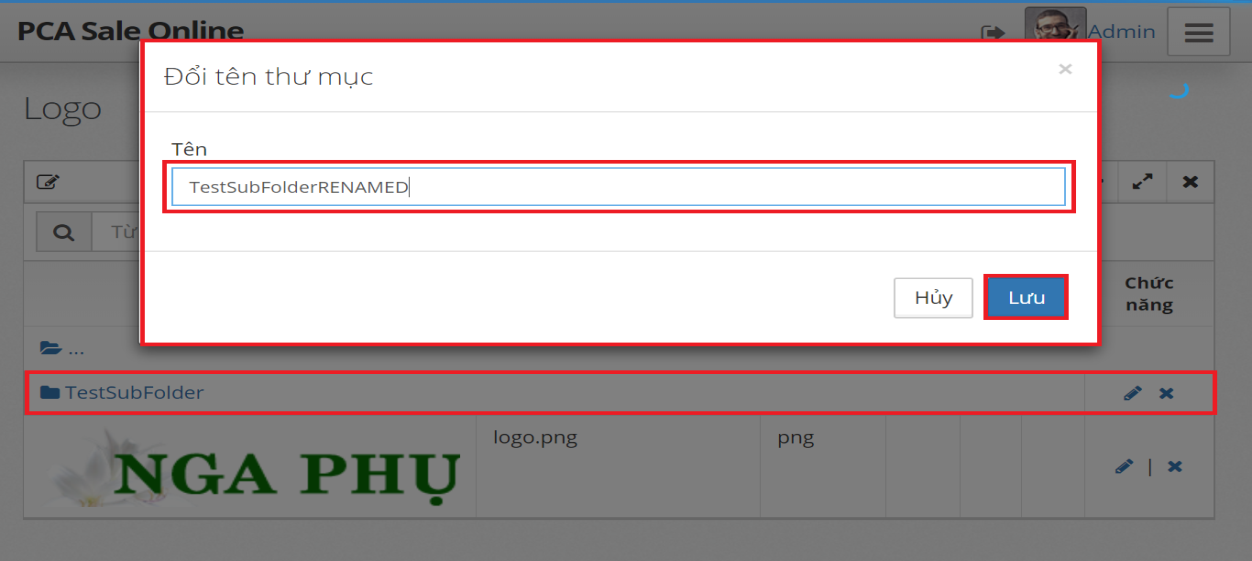 PCA Sale Online
Admin
Đổi tên thư mục
×
Logo
Tên
TestSubFolderRENAMED
Từ
Hủy
Lưu
Chức
năng
...
TestSubFolder
NGA PHỤ
logo.png
png
|